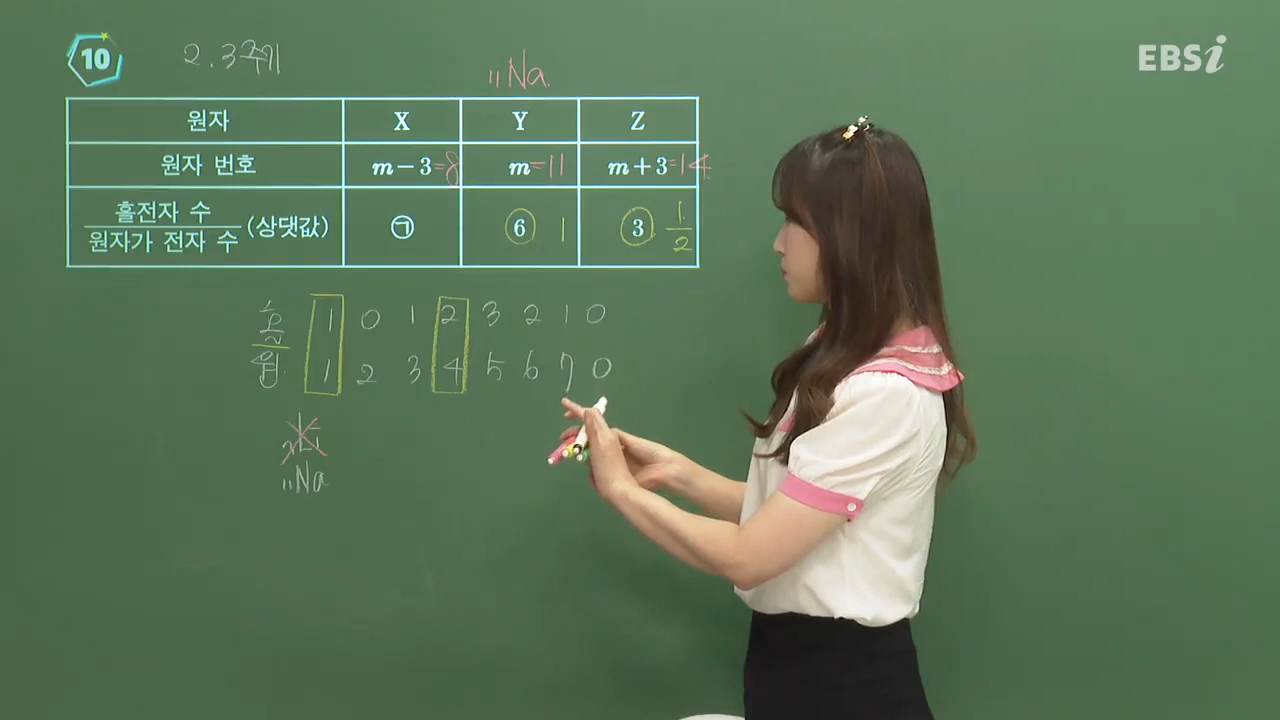 10 2.3주기
EBSi
₁₁Na
원자 X Y Z
원자 번호 m-3=8 m=11 m+3=14
홀전자 수
원자가 전자 수
(상댓값) ㉠ ⑥ 1 ③ 1/2
홀 1 0 1 2 3 2 1 0
원 1 2 3 4 5 6 7 0
₃Li
₁₁Na